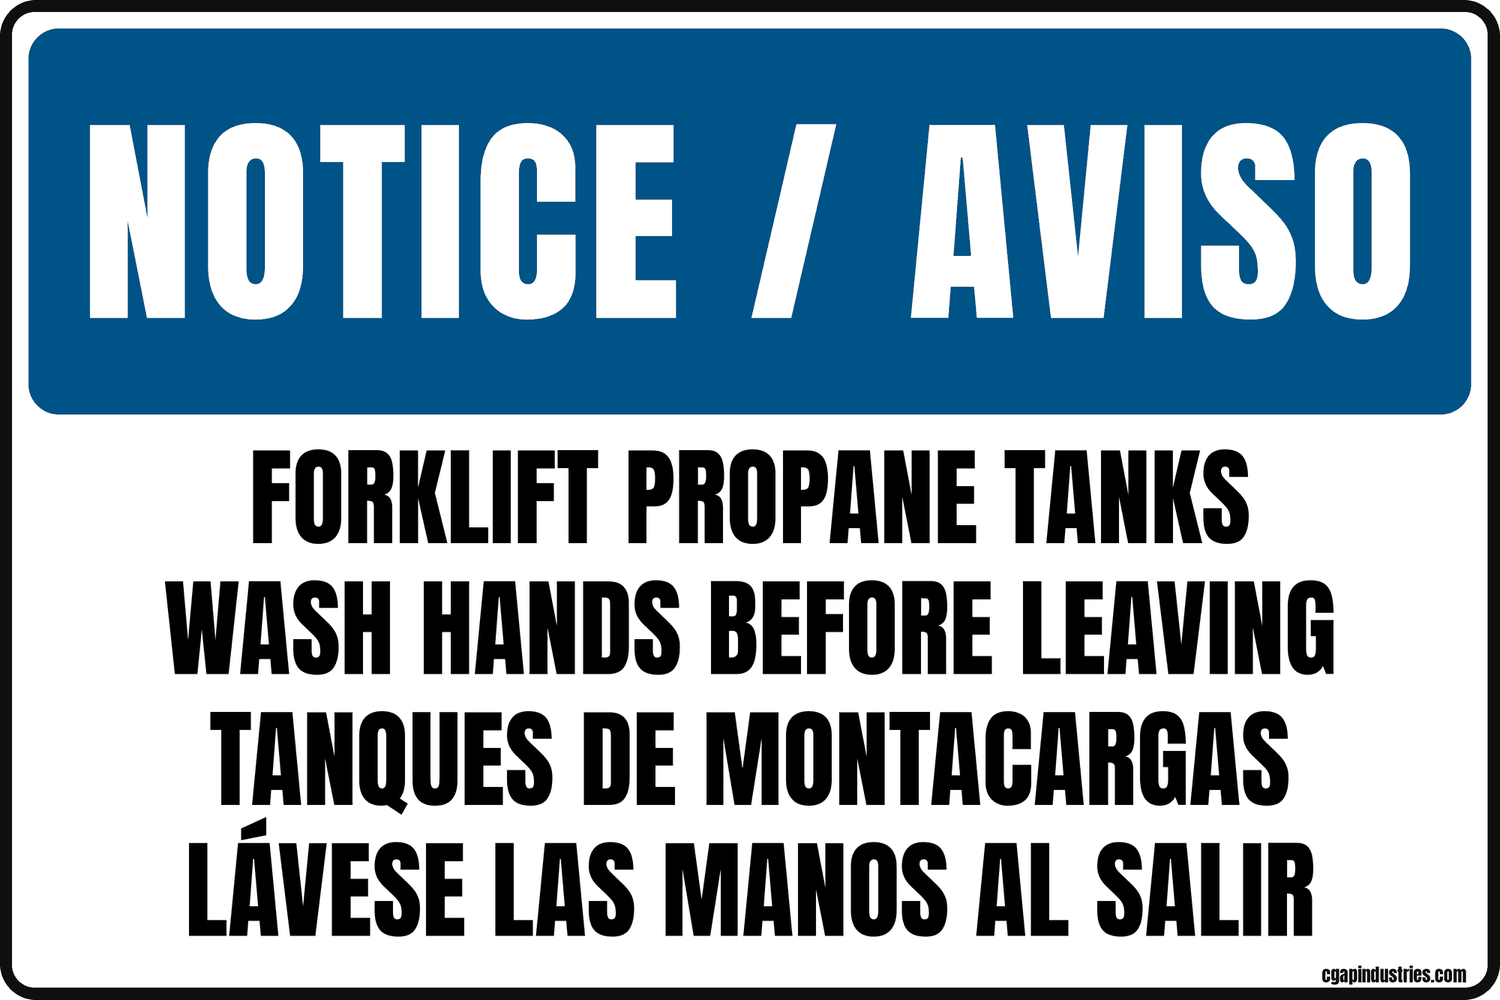 NOTICE / AVISO
FORKLIFT PROPANE TANKS
WASH HANDS BEFORE LEAVING
TANQUES DE MONTACARGAS
LÁVESE LAS MANOS AL SALIR
cgapindustries.com